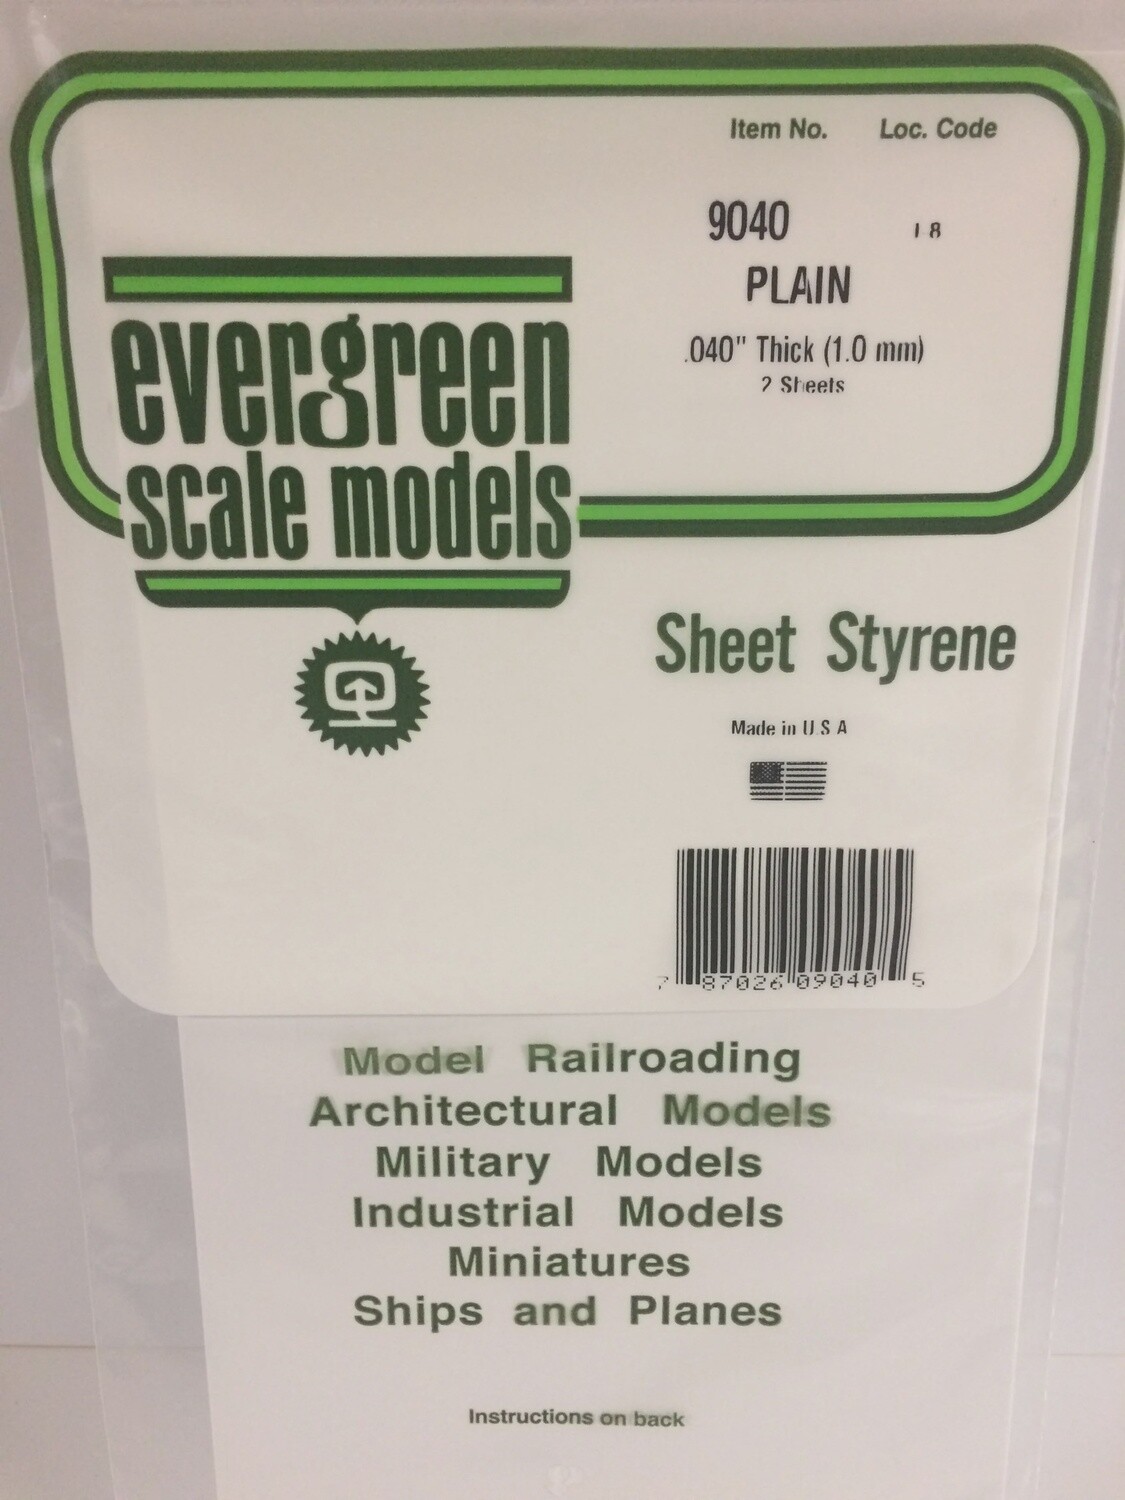 Item No. Loc. Code
9040 18
PLAIN
.040" Thick (1.0 mm)
2 Sheets
evergreen
scale models
Sheet Styrene
Made in U S A
7 87026 09040 5
Model Railroading
Architectural Models
Military Models
Industrial Models
Miniatures
Ships and Planes
Instructions on back